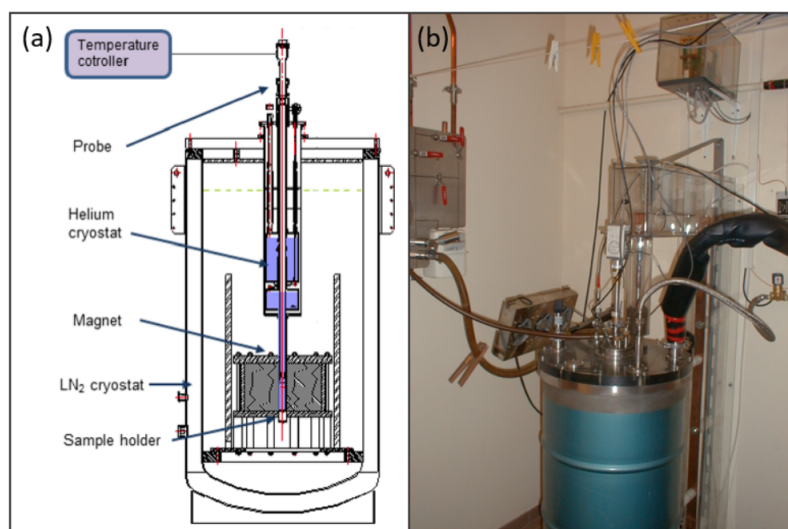 (a)
Temperature
cotroller
Probe
Helium
cryostat
Magnet
LN₂ cryostat
Sample holder
(b)